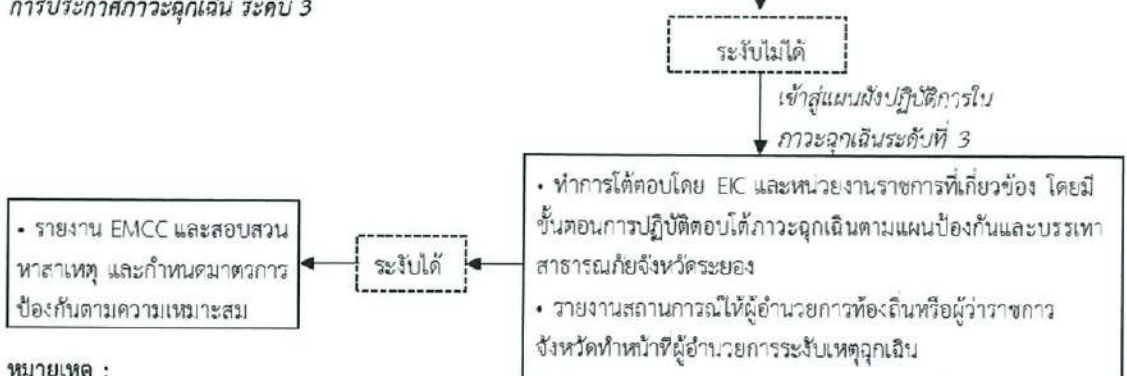 การประกาศภาวะฉุกเฉิน ระดับ 3
ระงับไม่ได้
เข้าสู่แผนผังปฏิบัติการใน
ภาวะฉุกเฉินระดับที่ 3
• ทำการโต้ตอบโดย EIC และหน่วยงานราชการที่เกี่ยวข้อง โดยมี
ขั้นตอนการปฏิบัติตอบโต้ภาวะฉุกเฉินตามแผนป้องกันและบรรเทา
สาธารณภัยจังหวัดระยอง
• รายงานสถานการณ์ให้ผู้อำนวยการท้องถิ่นหรือผู้ว่าราชการ
จังหวัดทำหน้าที่ผู้อำนวยการระงับเหตุฉุกเฉิน
ระงับได้
• รายงาน EMCC และสอบสวน
หาสาเหตุ และกำหนดมาตรการ
ป้องกันตามความเหมาะสม
หมายเหตุ :